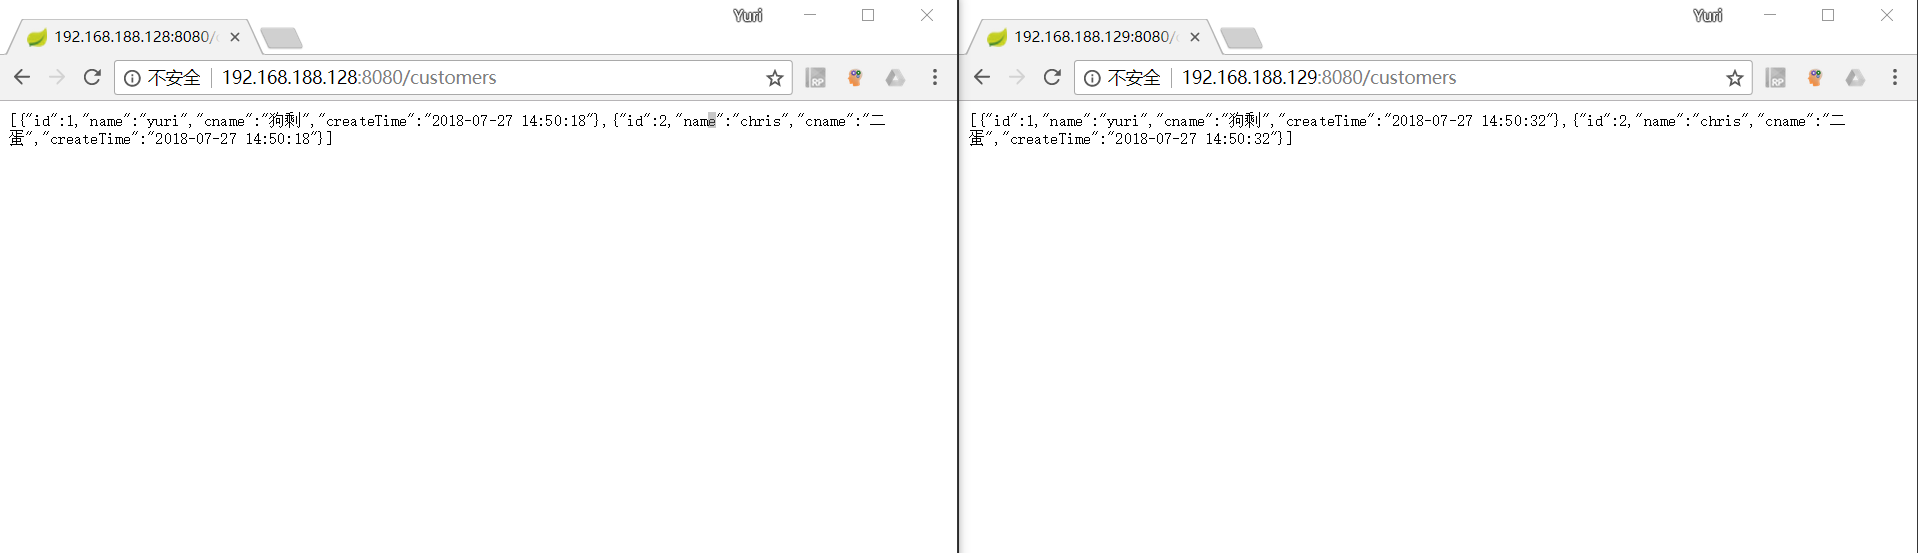 Yuri
192.168.188.128:8080/
不安全 192.168.188.128:8080/customers
RP
[{"id":1,"name":"yuri","cname":"狗剩","createTime":"2018-07-27 14:50:18"},{"id":2,"name":"chris","cname":"二
蛋","createTime":"2018-07-27 14:50:18"}]
Yuri
192.168.188.129:8080/
不安全 192.168.188.129:8080/customers
RP
[{"id":1,"name":"yuri","cname":"狗剩","createTime":"2018-07-27 14:50:32"},{"id":2,"name":"chris","cname":"二
蛋","createTime":"2018-07-27 14:50:32"}]